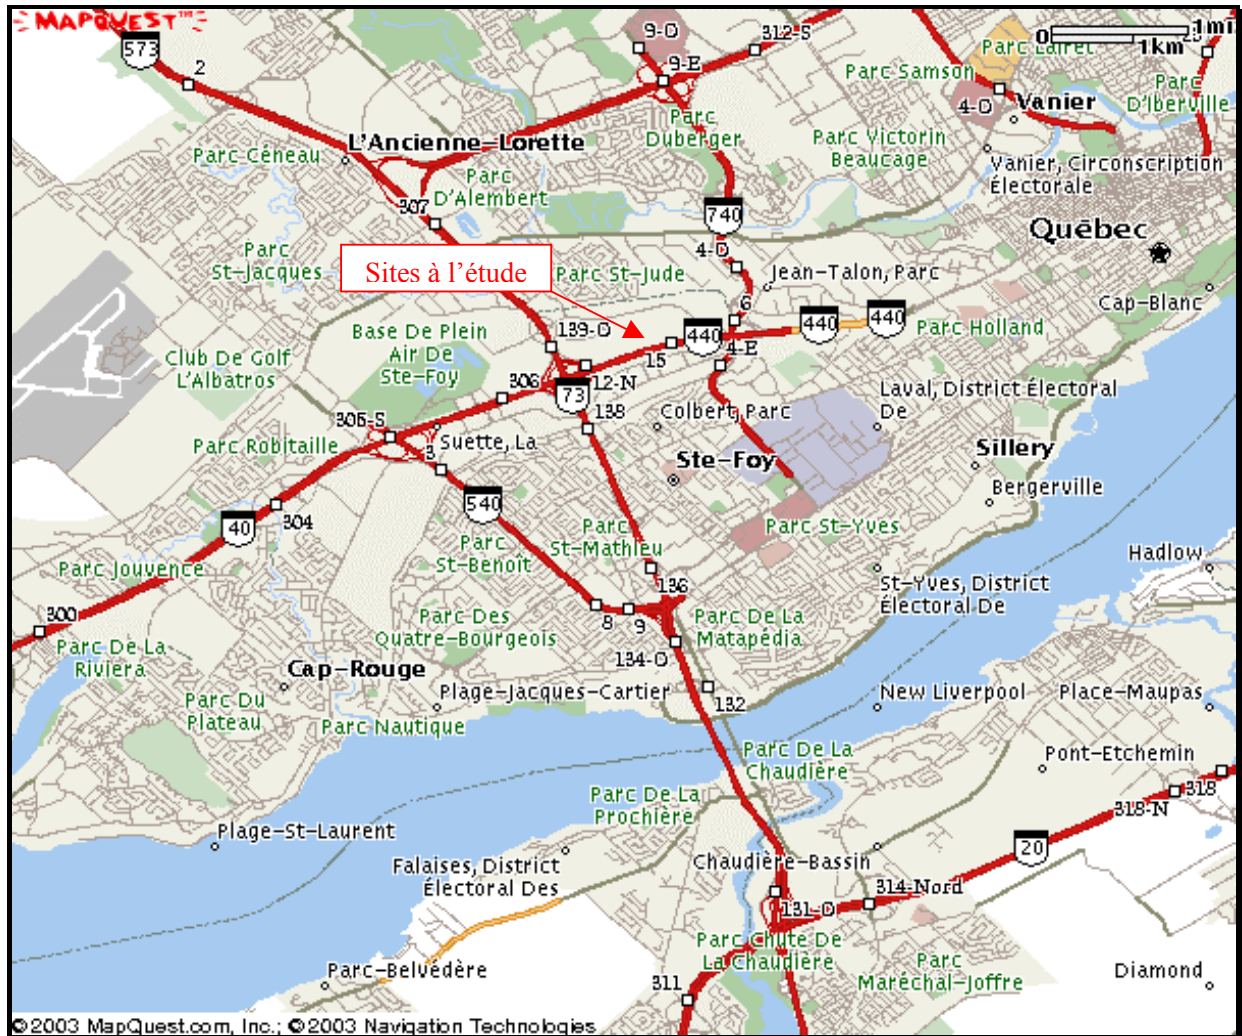 MAPQUEST™
573
2
9-O
312-S
9-E
0
1mi
1km
Parc Lairet
Parc Samson
4-O
Vanier
Parc
D'Iberville
Parc
Duberger
Parc Victorin
Beaucage
L'Ancienne-Lorette
Parc Céneau
Vanier, Circonscription
Électorale
Parc
D'Alembert
307
740
Québec
4-O
Parc
St-Jacques
Sites à l'étude
Parc St-Jude
Jean-Talon, Parc
Cap-Blanc
6
139-O
440
440
440
Parc Holland
Base De Plein
Air De
Ste-Foy
15
4-E
Club De Golf
L'Albatros
306
12-N
73
Laval, District Électoral
De
138
Colbert, Parc
305-S
Parc Robitaille
3
Suette, La
Ste-Foy
Sillery
Bergerville
540
304
40
Parc
St-Mathieu
Parc St-Yves
Parc
St-Benoît
Hadlow
Parc Jouvence
136
St-Yves, District
Électoral De
300
Parc Des
Quatre-Bourgeois
8
9
Parc De La
Matapédia
Parc De La
Riviera
134-O
Cap-Rouge
Plage-Jacques-Cartier
132
New Liverpool
Place-Maupas
Parc Du
Plateau
Parc Nautique
Parc De La
Chaudière
Pont-Etchemin
Parc De La
Prochière
318
318-N
Plage-St-Laurent
20
Falaises, District
Électoral Des
Chaudière-Bassin
314-Nord
131-O
Parc Chute De
La Chaudière
Parc
Maréchal-Joffre
Parc-Belvédère
311
Diamond
©2003 MapQuest.com, Inc.; ©2003 Navigation Technologies